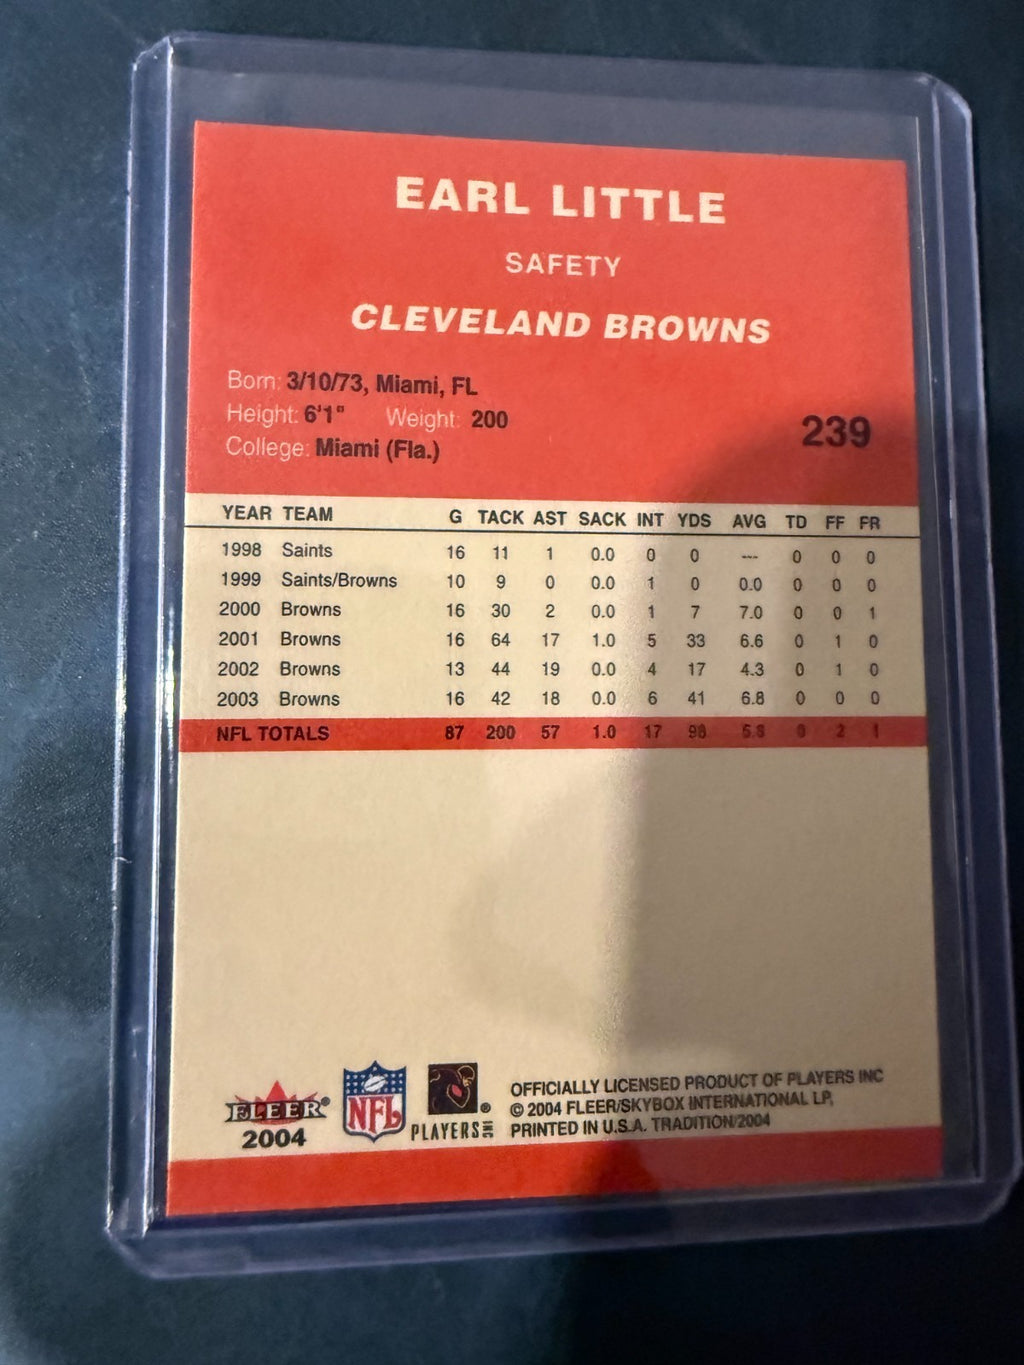 EARL LITTLE
SAFETY
CLEVELAND BROWNS
Born: 3/10/73, Miami, FL
Height: 6'1" Weight: 200
College: Miami (Fla.)
239
YEAR TEAM G TACK AST SACK INT YDS AVG TD FF FR
1998 Saints 16 11 1 0.0 0 0 --- 0 0 0
1999 Saints/Browns 10 9 0 0.0 1 0 0.0 0 0 0
2000 Browns 16 30 2 0.0 1 7 7.0 0 0 1
2001 Browns 16 64 17 1.0 5 33 6.6 0 1 0
2002 Browns 13 44 19 0.0 4 17 4.3 0 1 0
2003 Browns 16 42 18 0.0 6 41 6.8 0 0 0
NFL TOTALS 87 200 57 1.0 17 98 5.8 0 2 1
FLEER®
2004
NFL
®
PLAYERS INC
OFFICIALLY LICENSED PRODUCT OF PLAYERS INC
© 2004 FLEER/SKYBOX INTERNATIONAL LP,
PRINTED IN U.S.A. TRADITION/2004